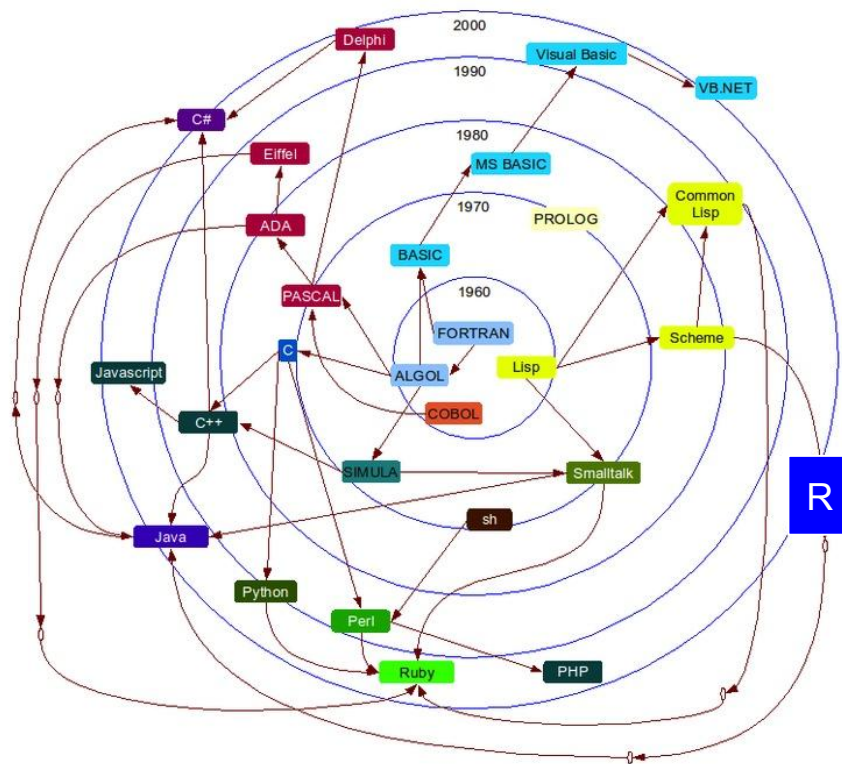 2000
Delphi
Visual Basic
1990
VB.NET
C#
1980
Eiffel
MS BASIC
Common
Lisp
1970
PROLOG
ADA
BASIC
1960
PASCAL
FORTRAN
Scheme
C
Lisp
Javascript
ALGOL
COBOL
C++
SIMULA
Smalltalk
R
sh
Java
Python
Perl
Ruby
PHP